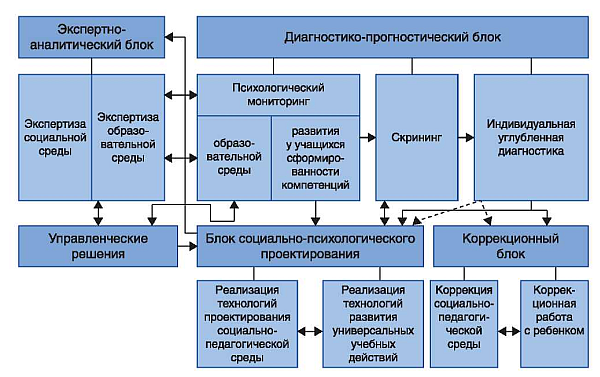 Экспертно-
аналитический блок
Диагностико-прогностический блок
Экспертиза
социальной
среды
Экспертиза
образо-
вательной
среды
Психологический
мониторинг
образо-
вательной
среды
развития
у учащихся
сформиро-
ванности
компетенций
Скрининг
Индивидуальная
углубленная
диагностика
Управленческие
решения
Блок социально-психологического
проектирования
Коррекционный
блок
Реализация
технологий
проектирования
социально-
педагогической
среды
Реализация
технологий
развития
универсальных
учебных
действий
Коррекция
социально-
педагоги-
ческой
среды
Коррек-
ционная
работа
с ребенком